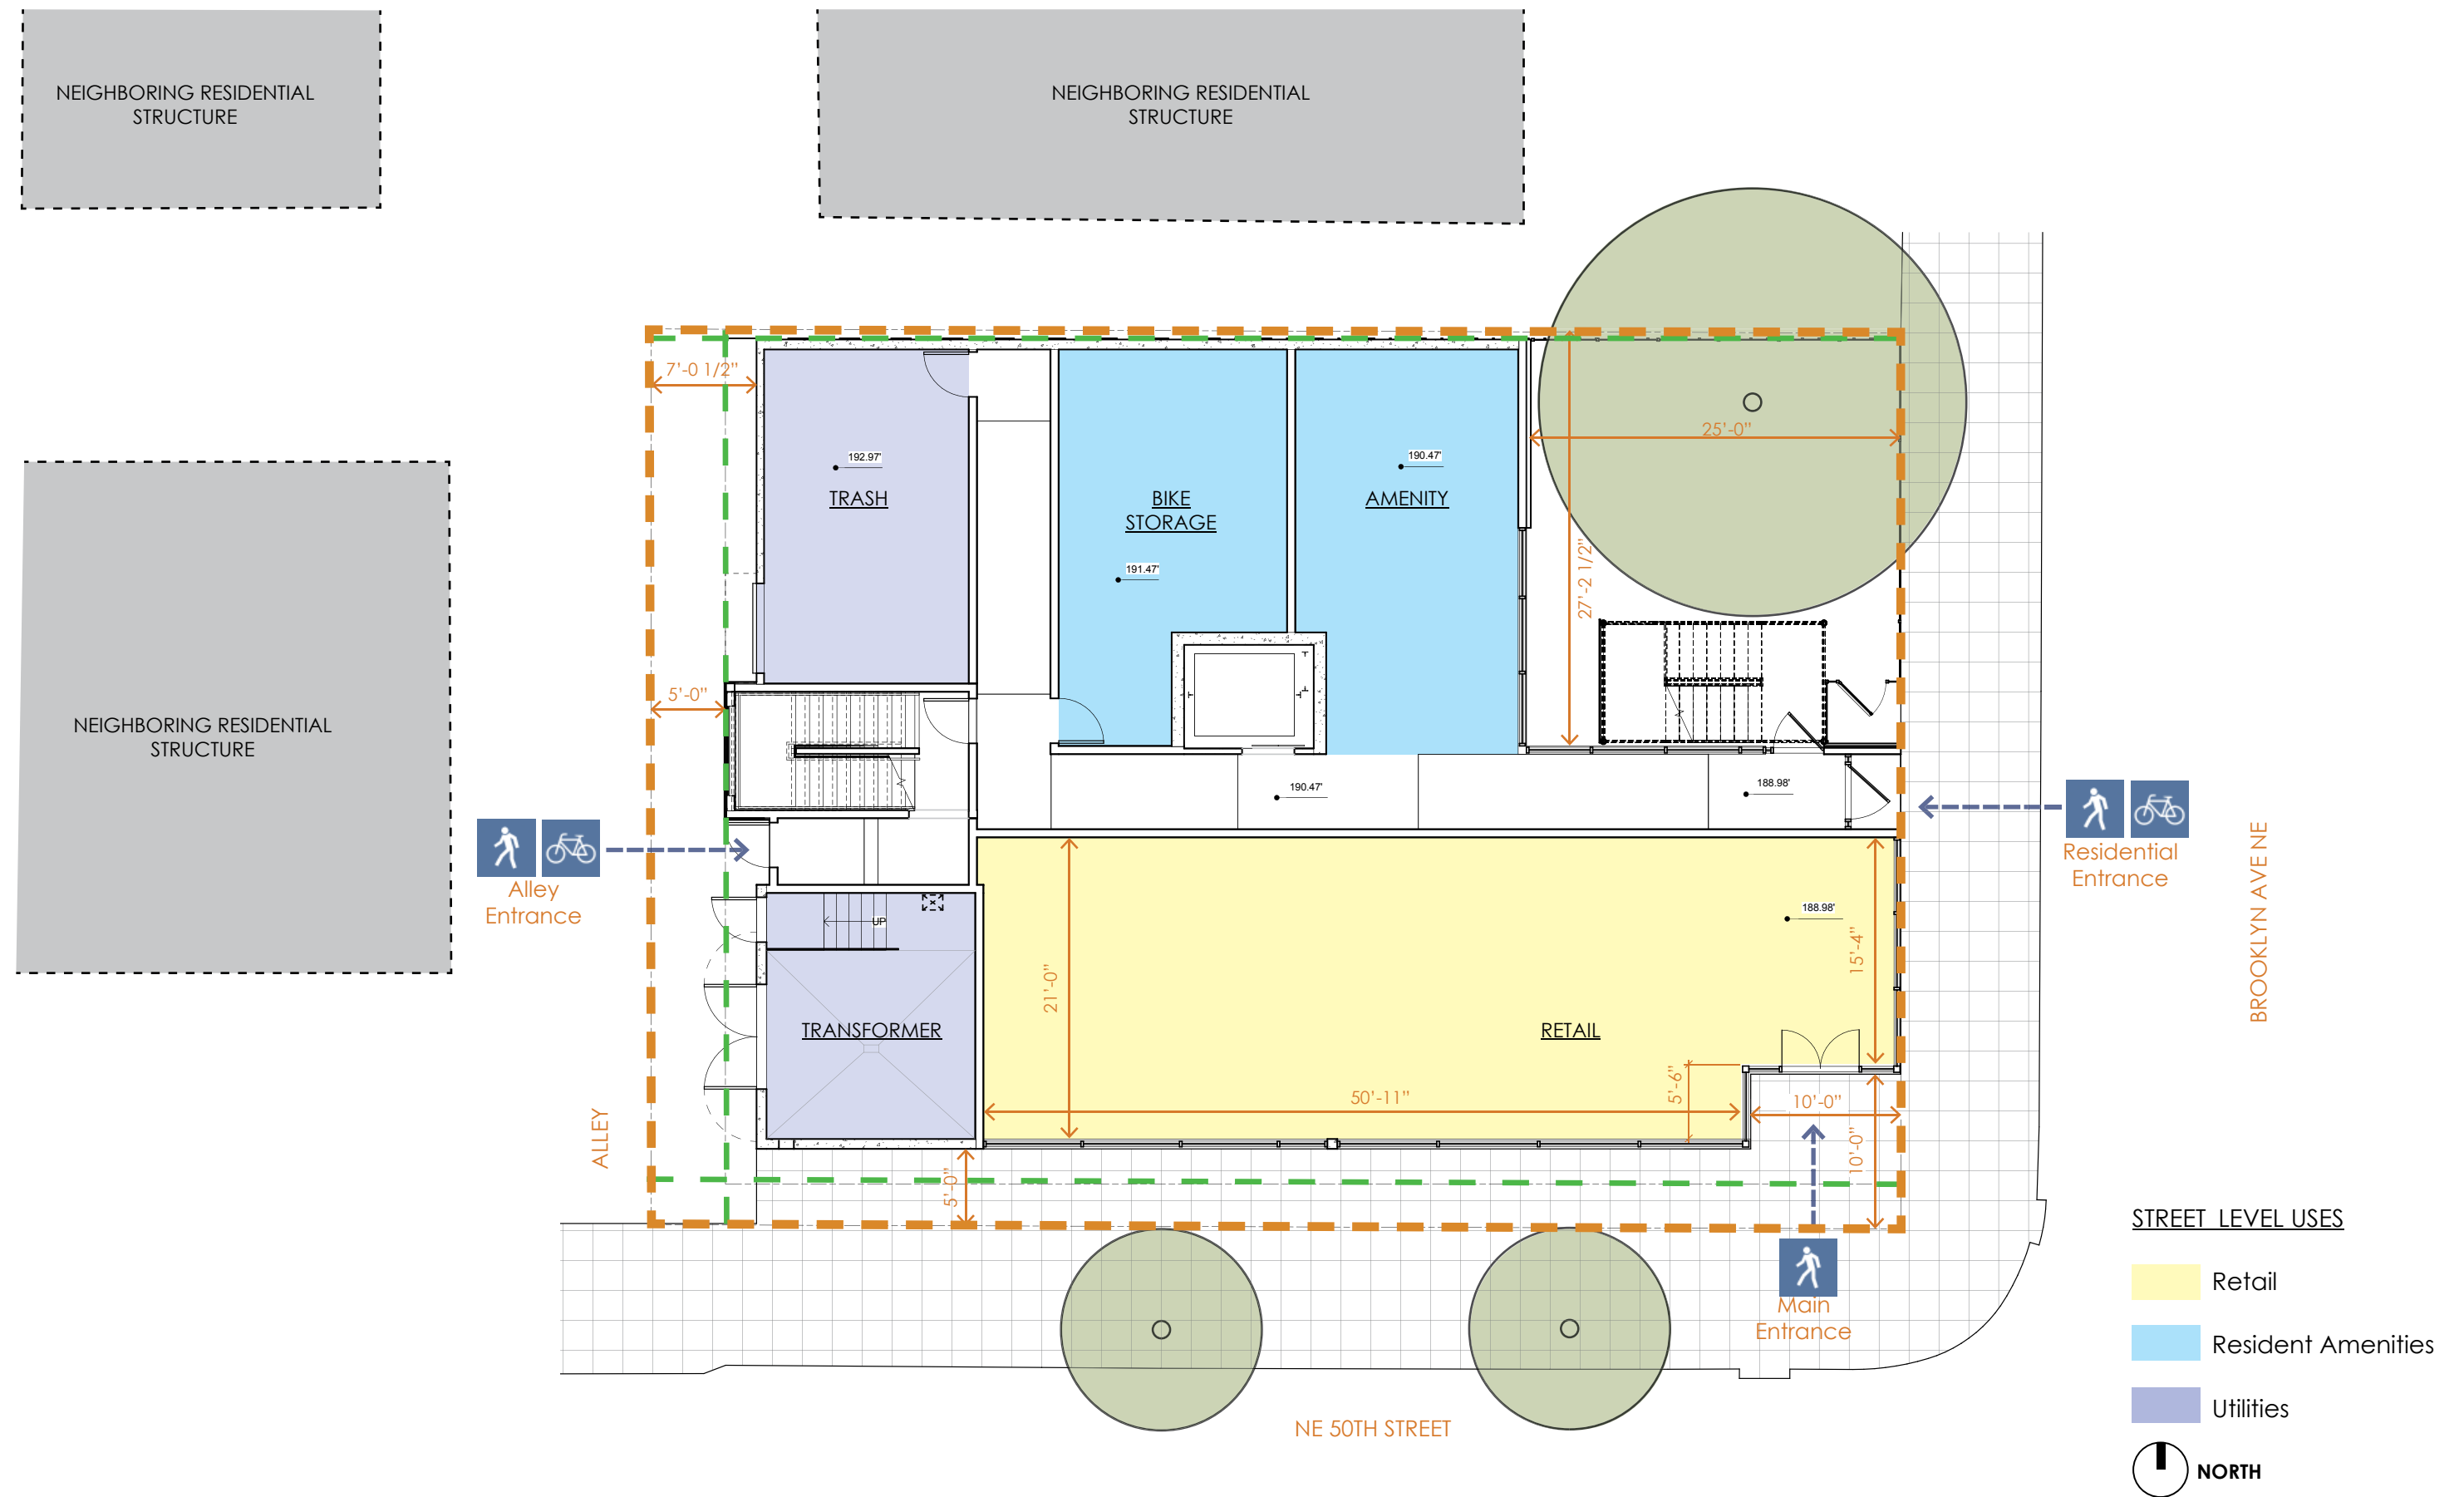 NEIGHBORING RESIDENTIAL
STRUCTURE
NEIGHBORING RESIDENTIAL
STRUCTURE
7'-0 1/2"
25'-0"
192.97'
190.47'
TRASH
BIKE
STORAGE
AMENITY
191.47'
27'-2 1/2"
5'-0"
NEIGHBORING RESIDENTIAL
STRUCTURE
190.47'
188.98'
Alley
Entrance
Residential
Entrance
BROOKLYN AVE NE
UP
188.98'
15'-4"
21'-0"
TRANSFORMER
RETAIL
5'-6"
50'-11"
10'-0"
ALLEY
10'-0"
5'-0"
Main
Entrance
NE 50TH STREET
STREET LEVEL USES
Retail
Resident Amenities
Utilities
NORTH